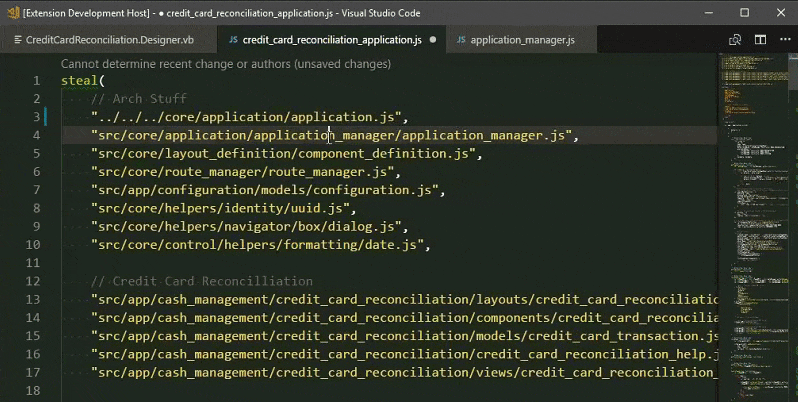 [Extension Development Host] - ● credit_card_reconciliation_application.js - Visual Studio Code
CreditCardReconciliation.Designer.vb JS credit_card_reconciliation_application.js ● JS application_manager.js
Cannot determine recent change or authors (unsaved changes)
1 steal(
2 // Arch Stuff
3 "../../../core/application/application.js",
4 "src/core/application/application_manager/application_manager.js",
5 "src/core/layout_definition/component_definition.js",
6 "src/core/route_manager/route_manager.js",
7 "src/app/configuration/models/configuration.js",
8 "src/core/helpers/identity/uuid.js",
9 "src/core/helpers/navigator/box/dialog.js",
10 "src/core/control/helpers/formatting/date.js",
11
12 // Credit Card Reconcilliation
13 "src/app/cash_management/credit_card_reconciliation/layouts/credit_card_reconciliatio
14 "src/app/cash_management/credit_card_reconciliation/components/credit_card_reconcilia
15 "src/app/cash_management/credit_card_reconciliation/models/credit_card_transaction.js
16 "src/app/cash_management/credit_card_reconciliation/credit_card_reconciliation_help.j
17 "src/app/cash_management/credit_card_reconciliation/views/credit_card_reconciliation_
18